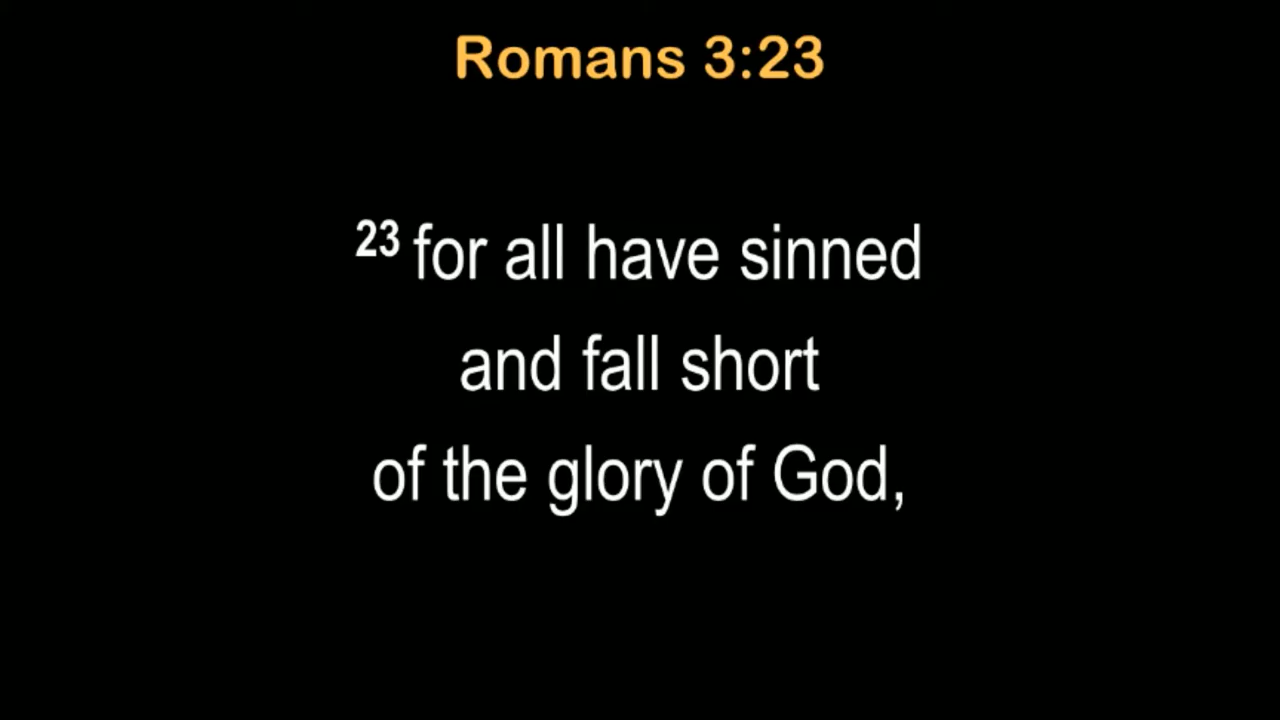 Romans 3:23
23 for all have sinned
and fall short
of the glory of God,